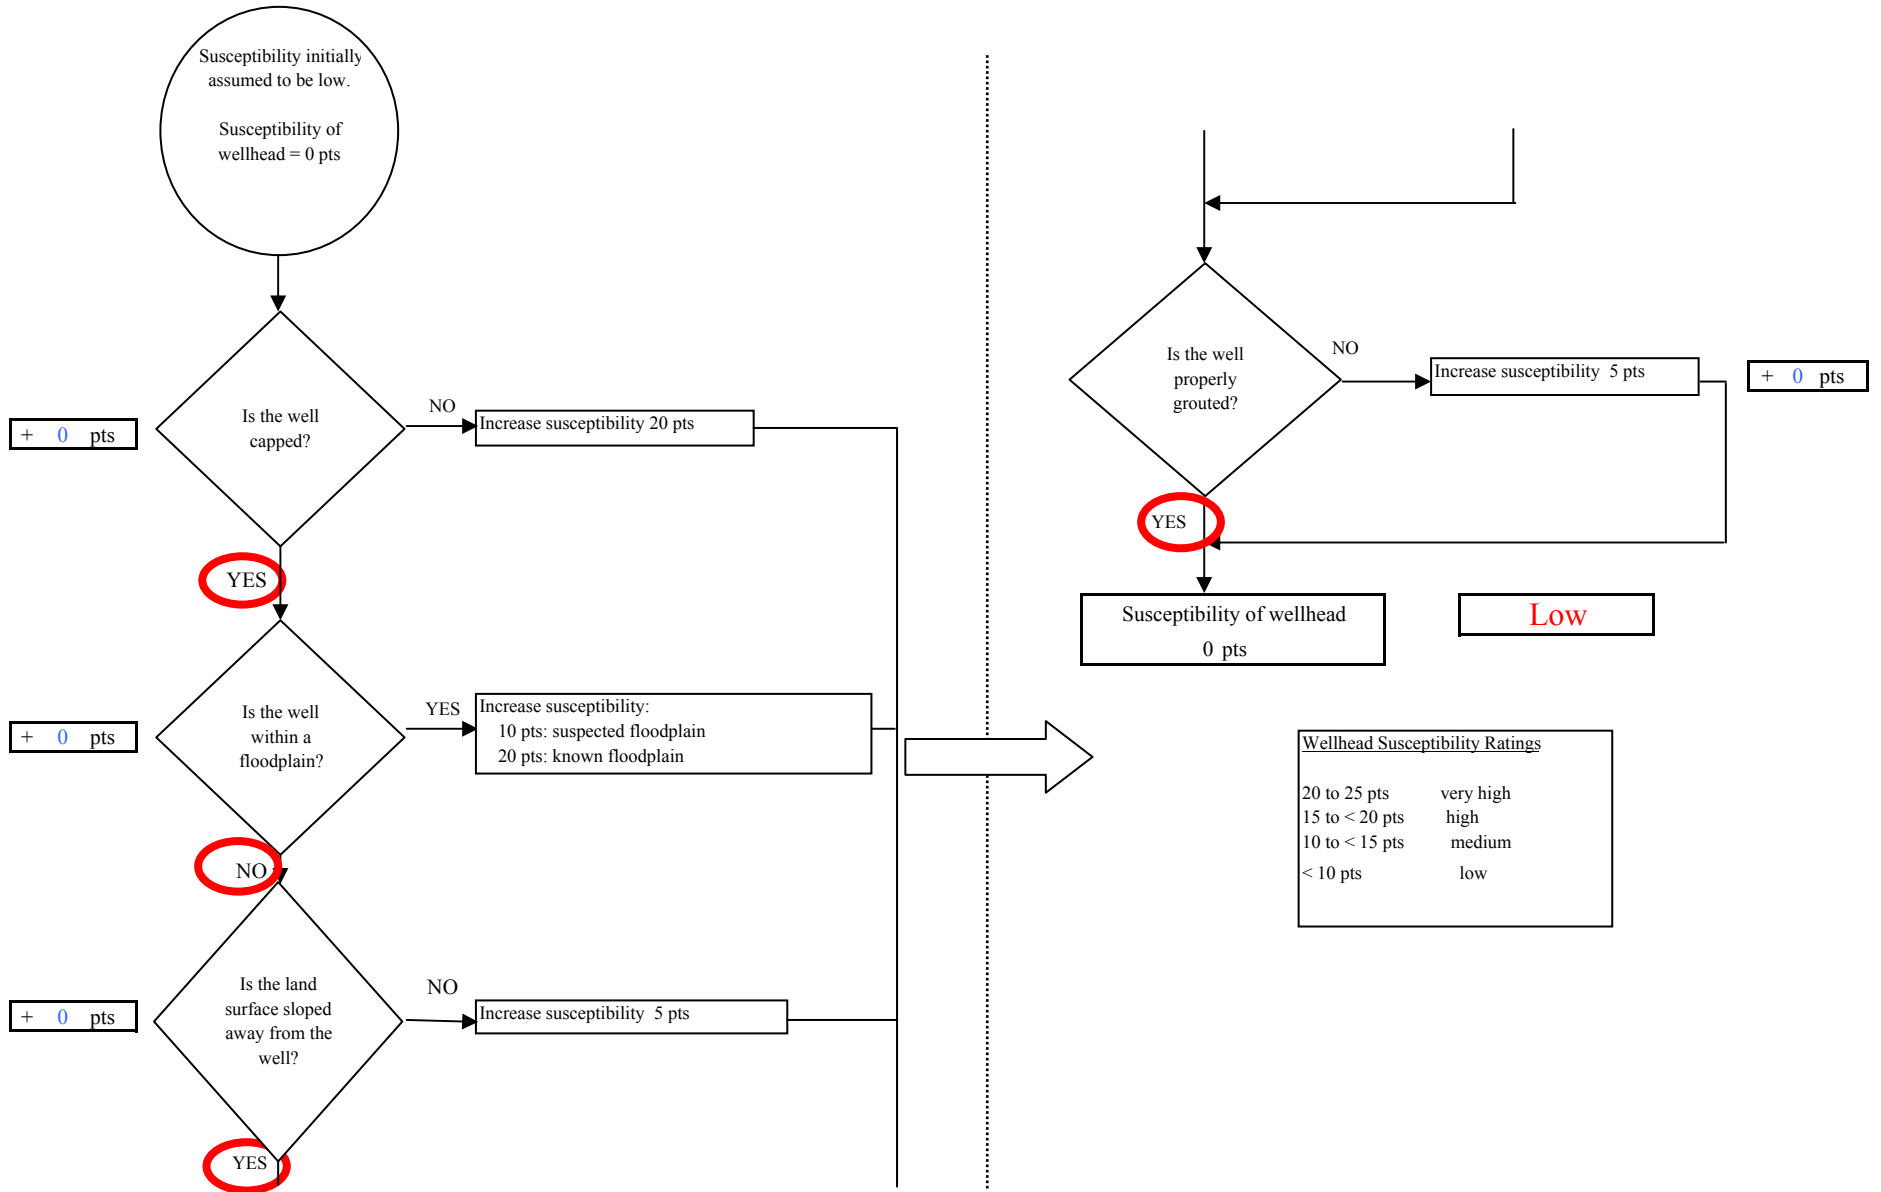 Susceptibility initially
assumed to be low.
Susceptibility of
wellhead = 0 pts
Is the well
capped?
NO
Increase susceptibility 20 pts
+ 0 pts
YES
Is the well
within a
floodplain?
YES
Increase susceptibility:
10 pts: suspected floodplain
20 pts: known floodplain
+ 0 pts
NO
Is the land
surface sloped
away from the
well?
NO
Increase susceptibility 5 pts
+ 0 pts
YES
Is the well
properly
grouted?
NO
Increase susceptibility 5 pts
+ 0 pts
YES
Susceptibility of wellhead
0 pts
Low
Wellhead Susceptibility Ratings
20 to 25 pts very high
15 to < 20 pts high
10 to < 15 pts medium
< 10 pts low